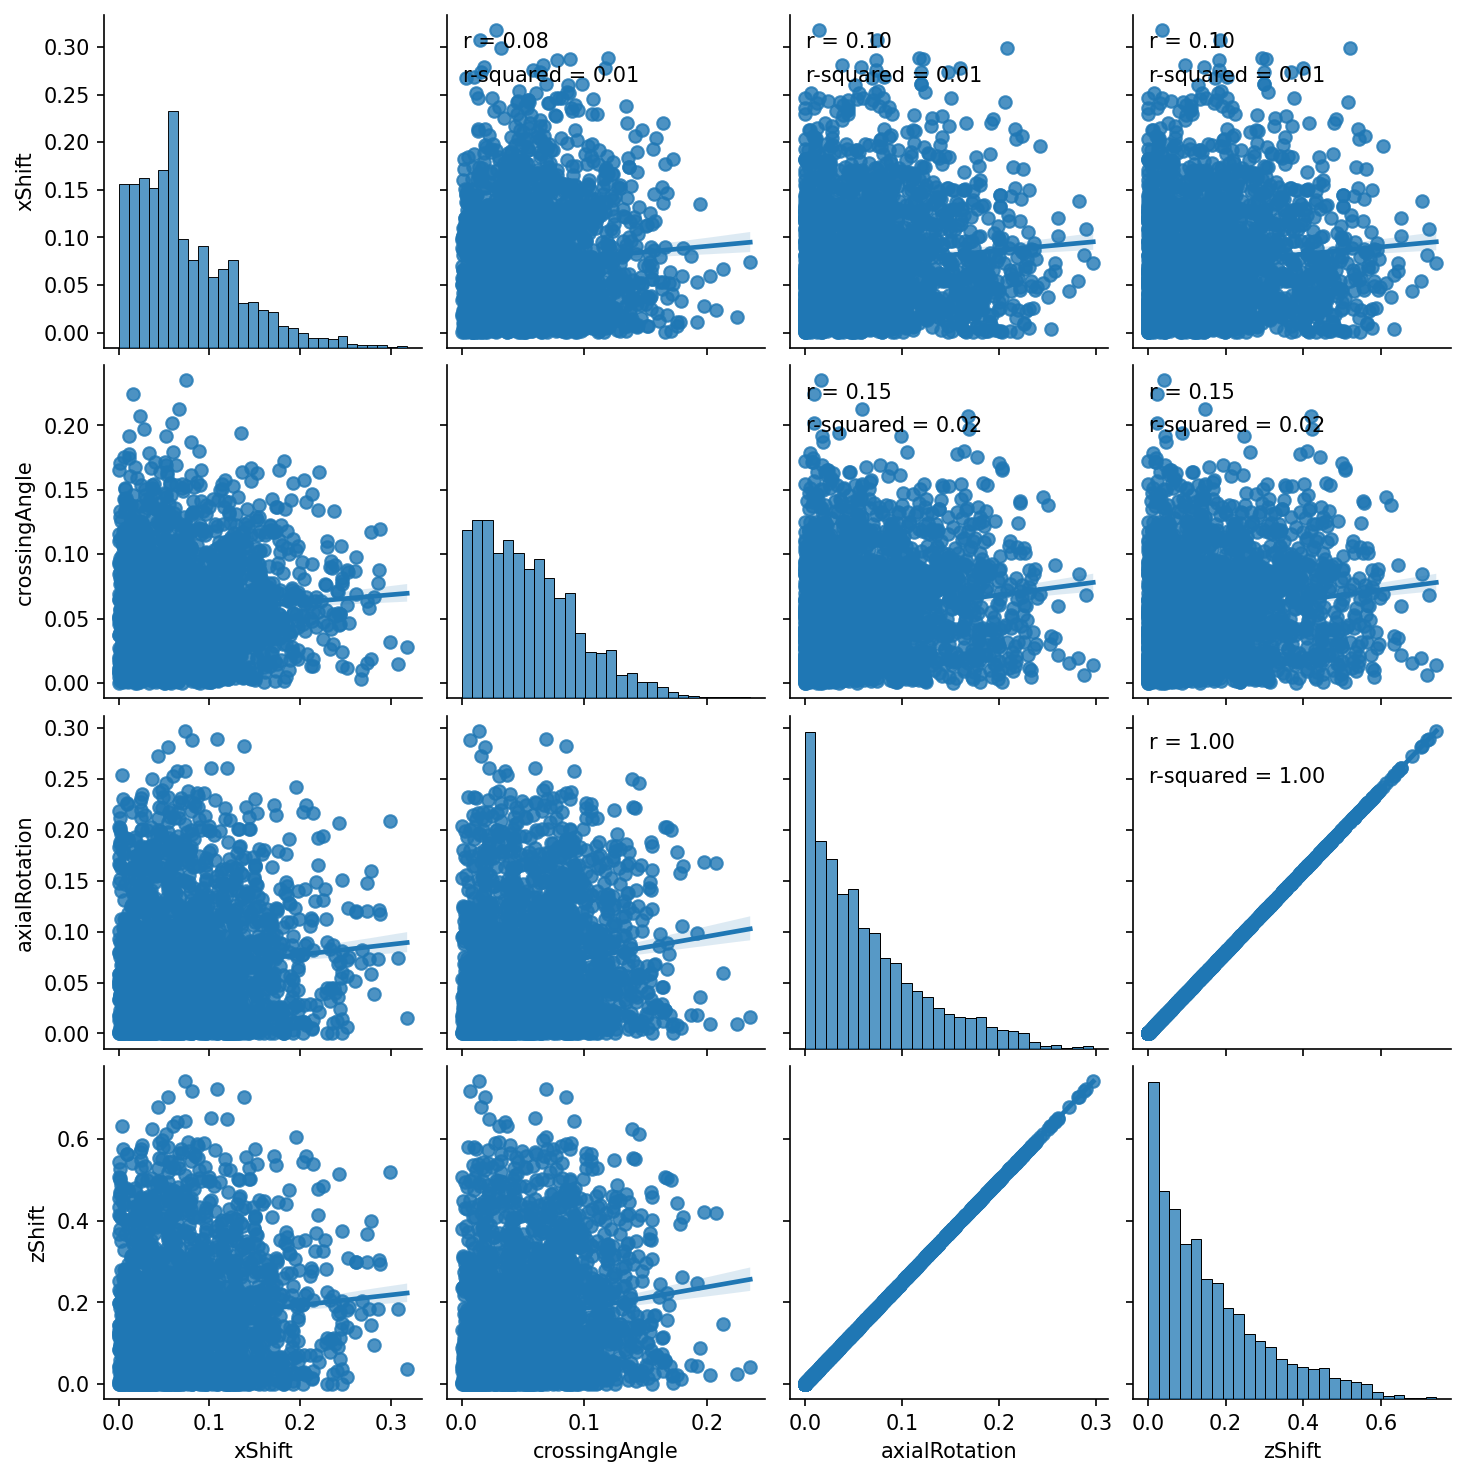 0.30
0.25
0.20
0.15
0.10
0.05
0.00
xShift
r = 0.08
r-squared = 0.01
r = 0.10
r-squared = 0.01
r = 0.10
r-squared = 0.01
0.20
0.15
0.10
0.05
0.00
crossingAngle
r = 0.15
r-squared = 0.02
r = 0.15
r-squared = 0.02
0.30
0.25
0.20
0.15
0.10
0.05
0.00
axialRotation
r = 1.00
r-squared = 1.00
0.6
0.4
0.2
0.0
zShift
0.0 0.1 0.2 0.3
xShift
0.0 0.1 0.2
crossingAngle
0.0 0.1 0.2 0.3
axialRotation
0.0 0.2 0.4 0.6
zShift